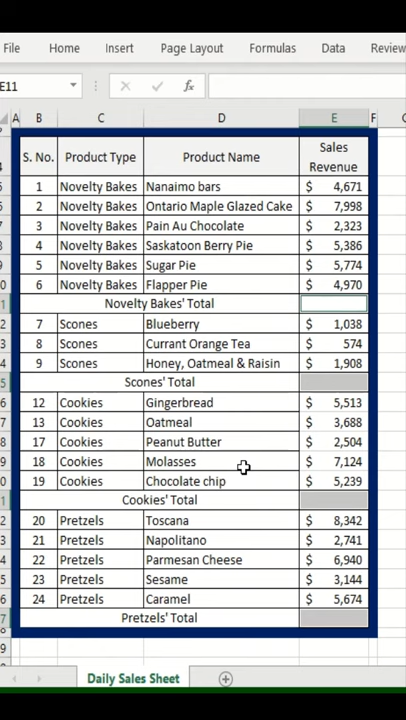 File Home Insert Page Layout Formulas Data Review
E11
A B C D E F
S. No. Product Type Product Name Sales Revenue
1 Novelty Bakes Nanaimo bars $ 4,671
2 Novelty Bakes Ontario Maple Glazed Cake $ 7,998
3 Novelty Bakes Pain Au Chocolate $ 2,323
4 Novelty Bakes Saskatoon Berry Pie $ 5,386
5 Novelty Bakes Sugar Pie $ 5,774
6 Novelty Bakes Flapper Pie $ 4,970
Novelty Bakes' Total
7 Scones Blueberry $ 1,038
8 Scones Currant Orange Tea $ 574
9 Scones Honey, Oatmeal & Raisin $ 1,908
Scones' Total
12 Cookies Gingerbread $ 5,513
13 Cookies Oatmeal $ 3,688
17 Cookies Peanut Butter $ 2,504
18 Cookies Molasses $ 7,124
19 Cookies Chocolate chip $ 5,239
Cookies' Total
20 Pretzels Toscana $ 8,342
21 Pretzels Napolitano $ 2,741
22 Pretzels Parmesan Cheese $ 6,940
23 Pretzels Sesame $ 3,144
24 Pretzels Caramel $ 5,674
Pretzels' Total
Daily Sales Sheet